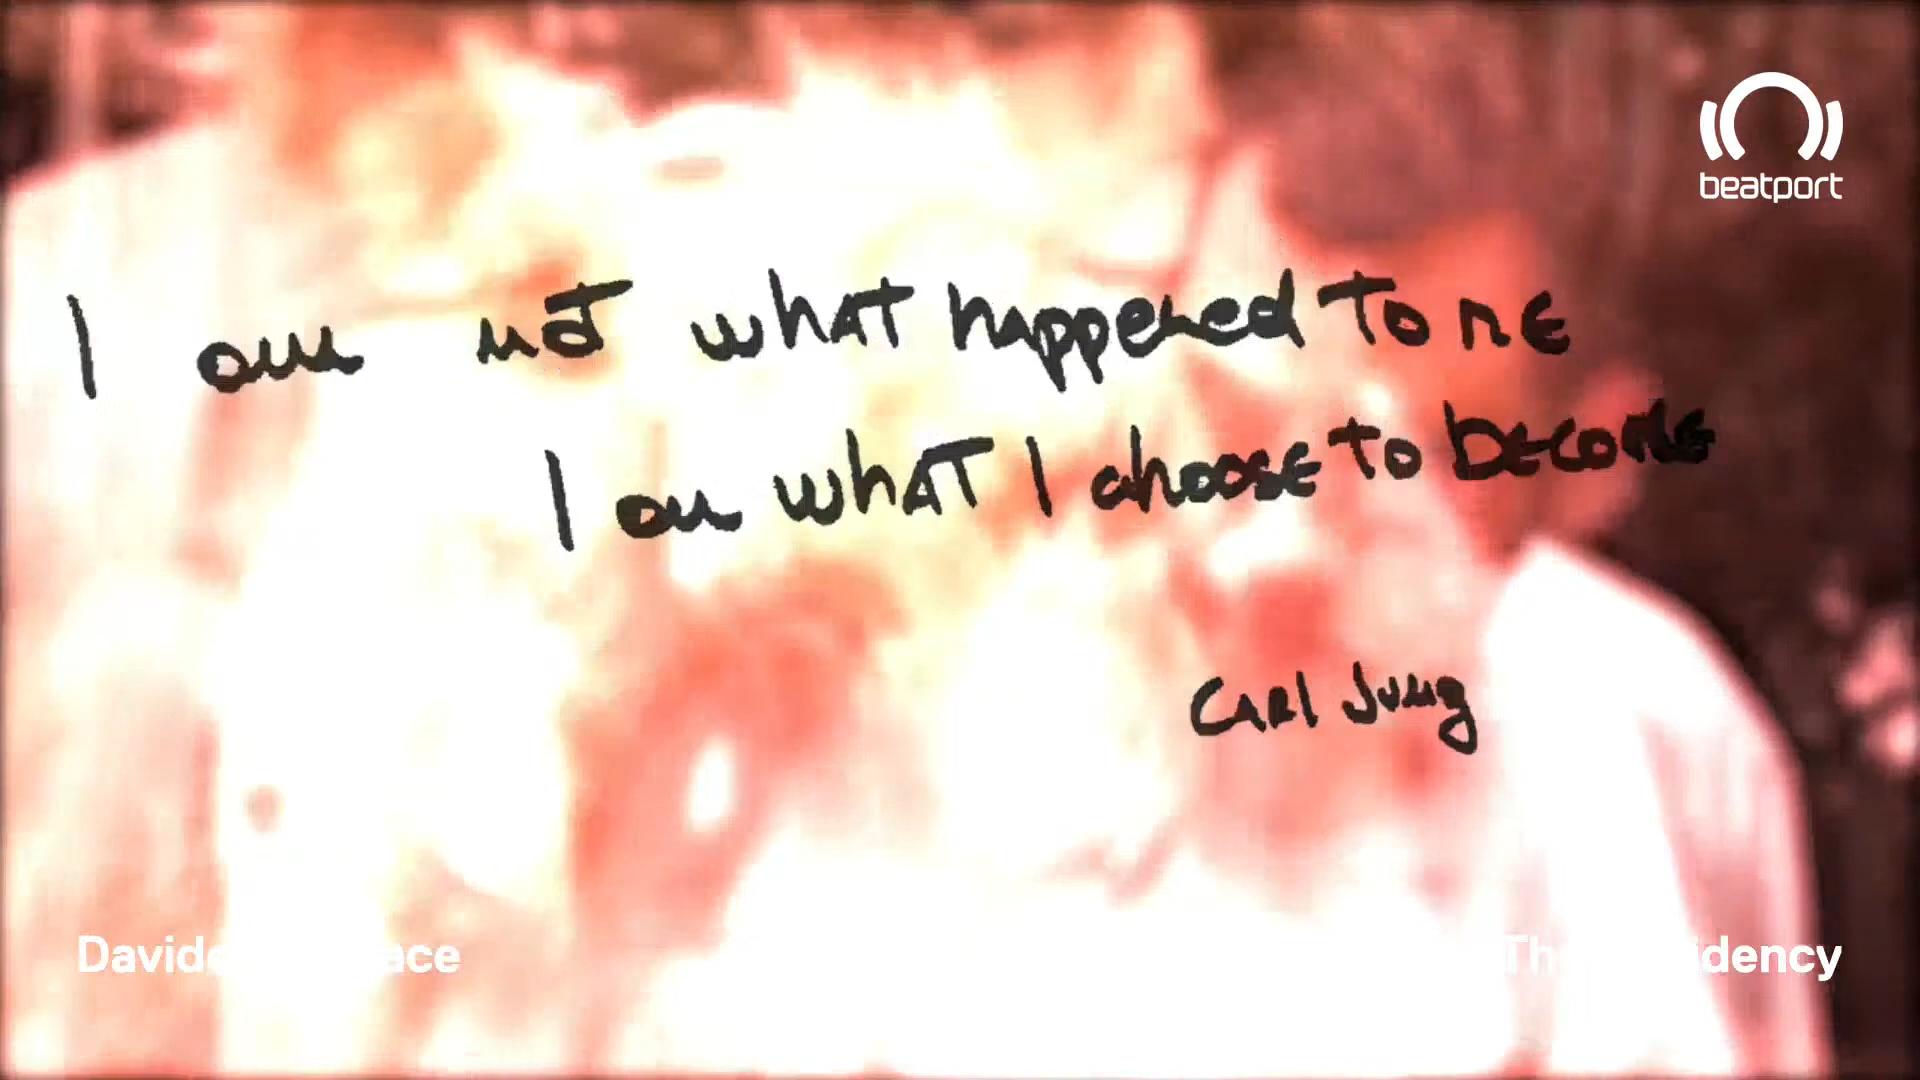 beatport
I am not what happened to me
I am what I choose to become
Carl Jung